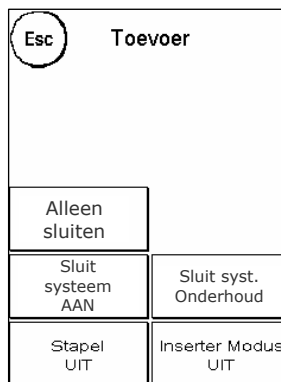 Esc
Toevoer
Alleen
sluiten
Sluit
systeem
AAN
Sluit syst.
Onderhoud
Stapel
UIT
Inserter Modus
UIT